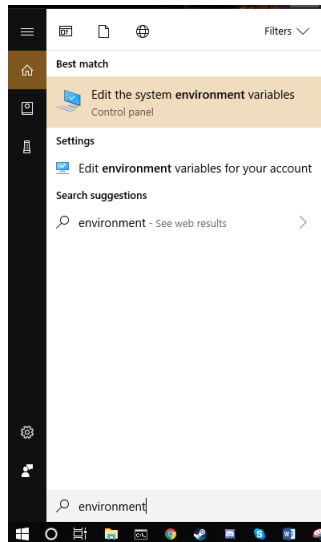 Filters
Best match
Edit the system environment variables
Control panel
Settings
Edit environment variables for your account
Search suggestions
environment - See web results
environment